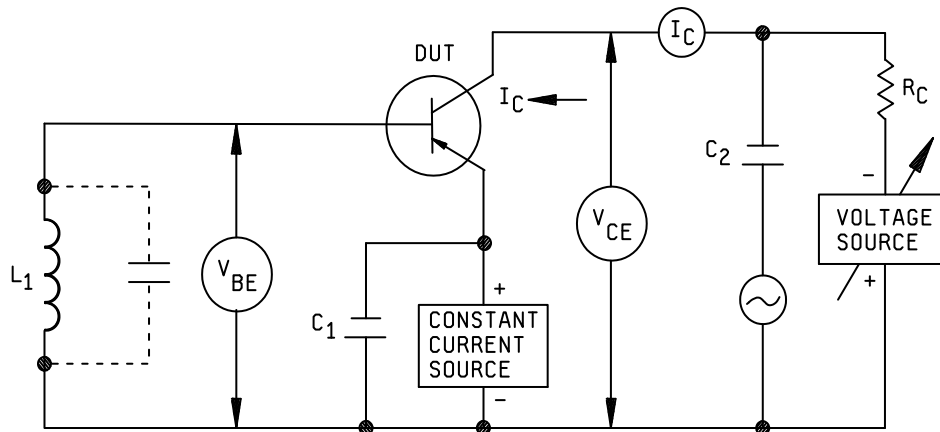 I_C
DUT
I_C
R_C
C_2
–
V_CE
VOLTAGE
SOURCE
V_BE
L_1
+
+
C_1
CONSTANT
CURRENT
SOURCE
–